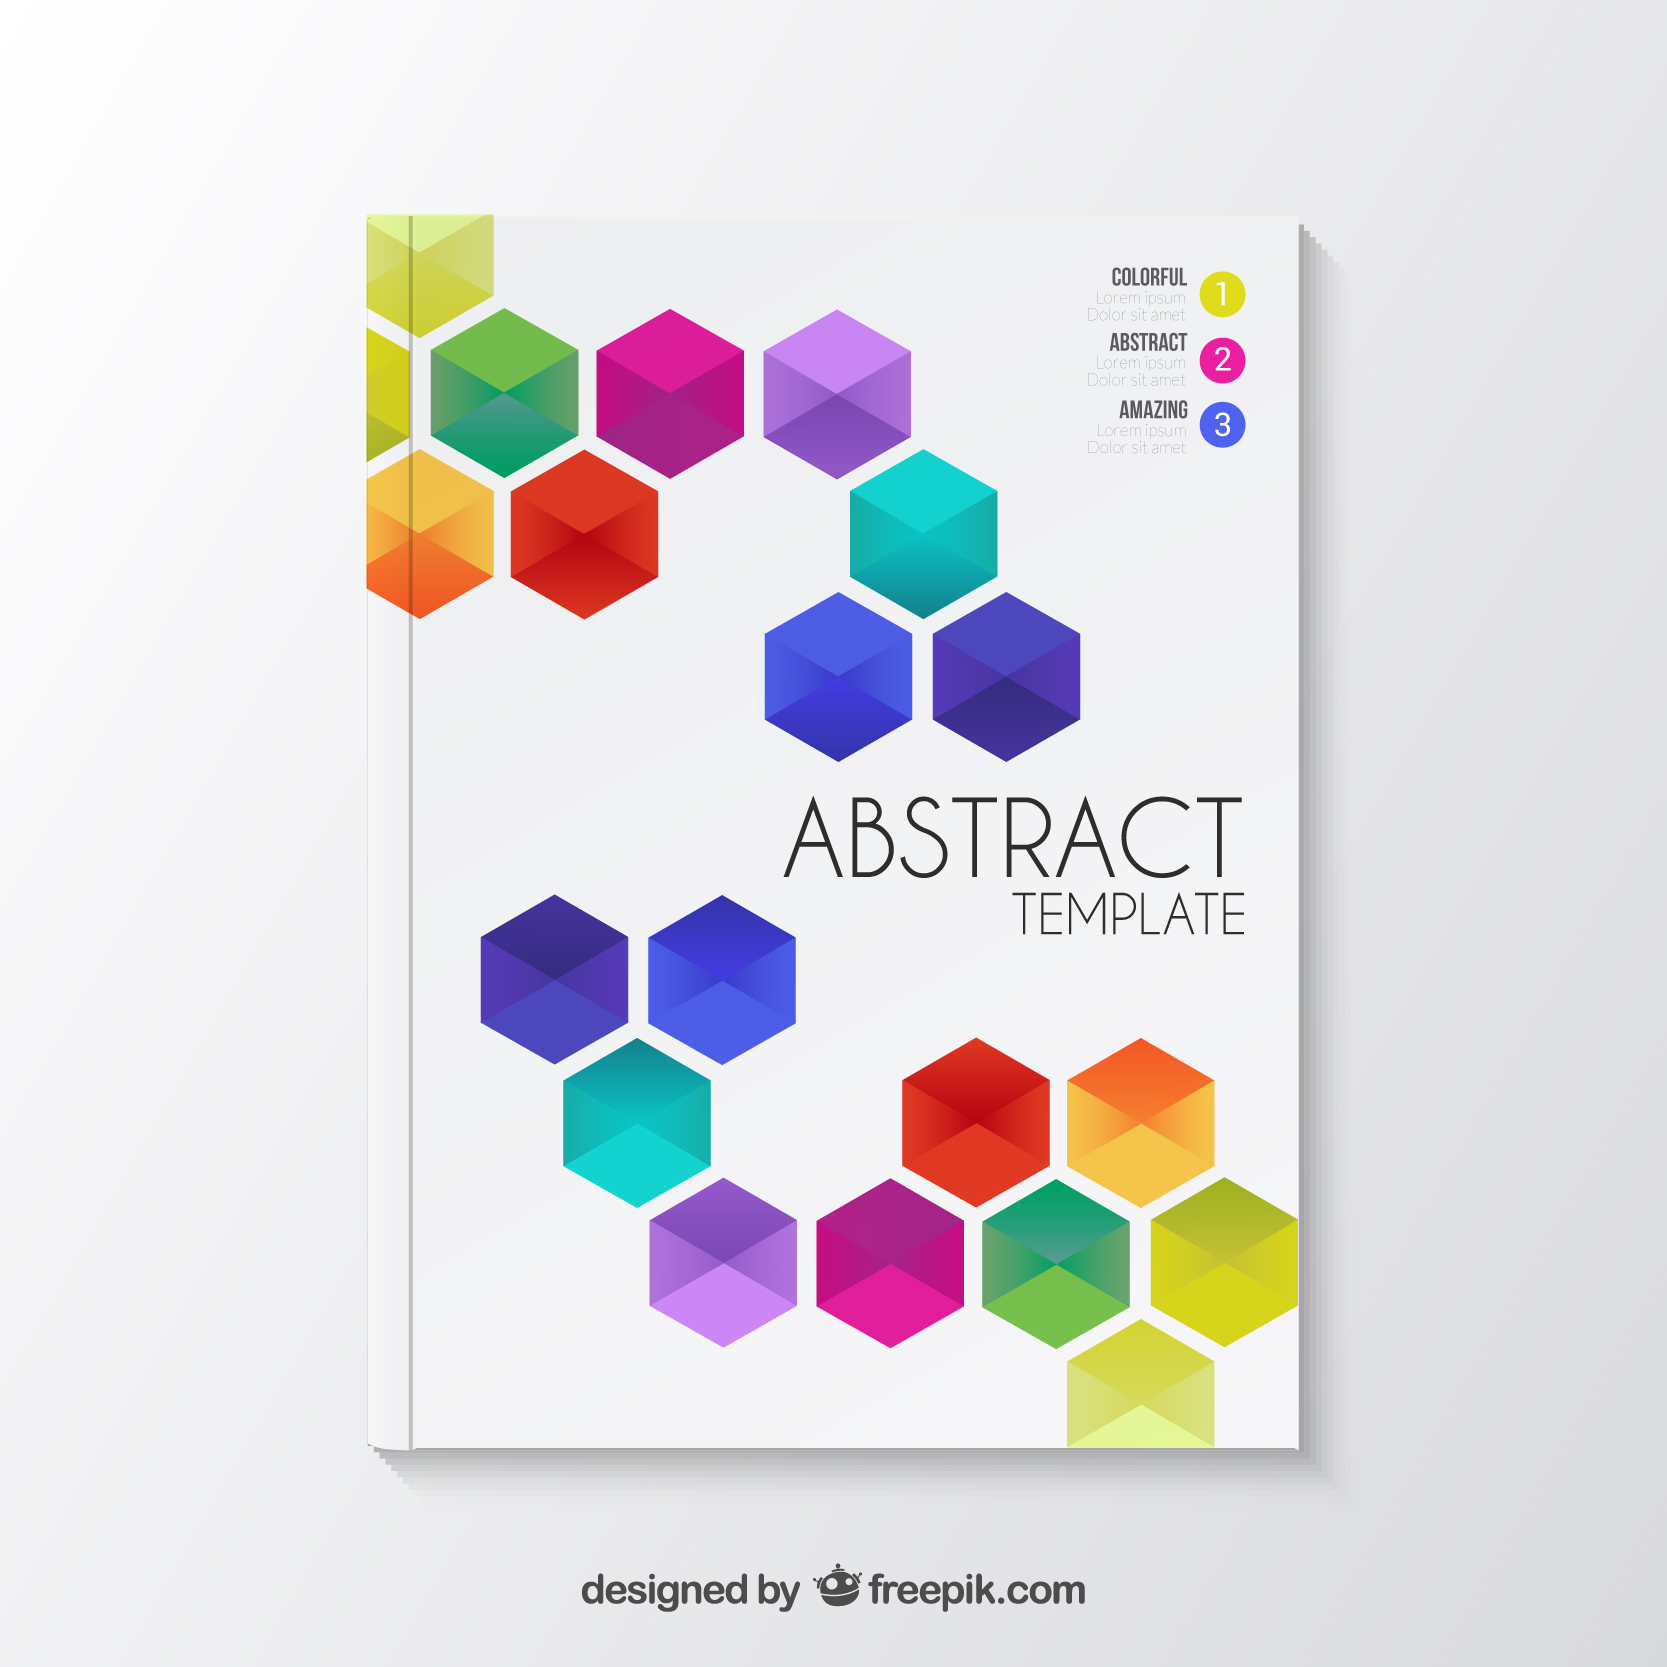 COLORFUL
Lorem ipsum
Dolor sit amet
1
ABSTRACT
Lorem ipsum
Dolor sit amet
2
AMAZING
Lorem ipsum
Dolor sit amet
3
ABSTRACT
TEMPLATE
designed by freepik.com